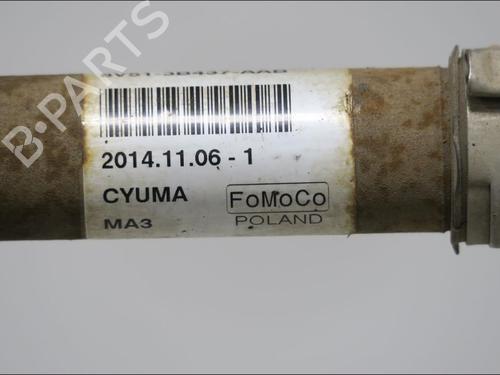 2014.11.06 - 1
CYUMA
FoMoCo
MA3
POLAND
B-PARTS